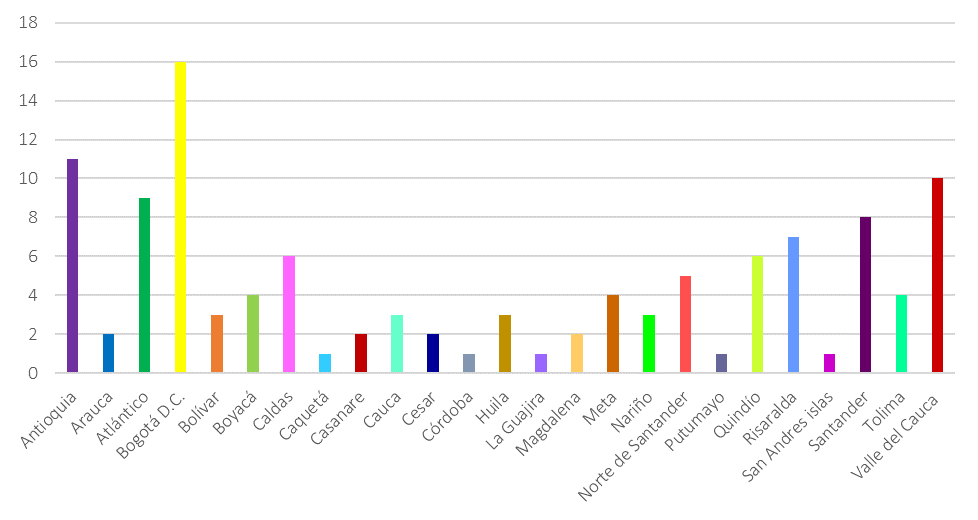 18
16
14
12
10
8
6
4
2
0
Antioquia
Arauca
Atlántico
Bogotá D.C.
Bolívar
Boyacá
Caldas
Caquetá
Casanare
Cauca
Cesar
Córdoba
Huila
La Guajira
Magdalena
Meta
Nariño
Norte de Santander
Putumayo
Quindío
Risaralda
San Andres islas
Santander
Tolima
Valle del Cauca